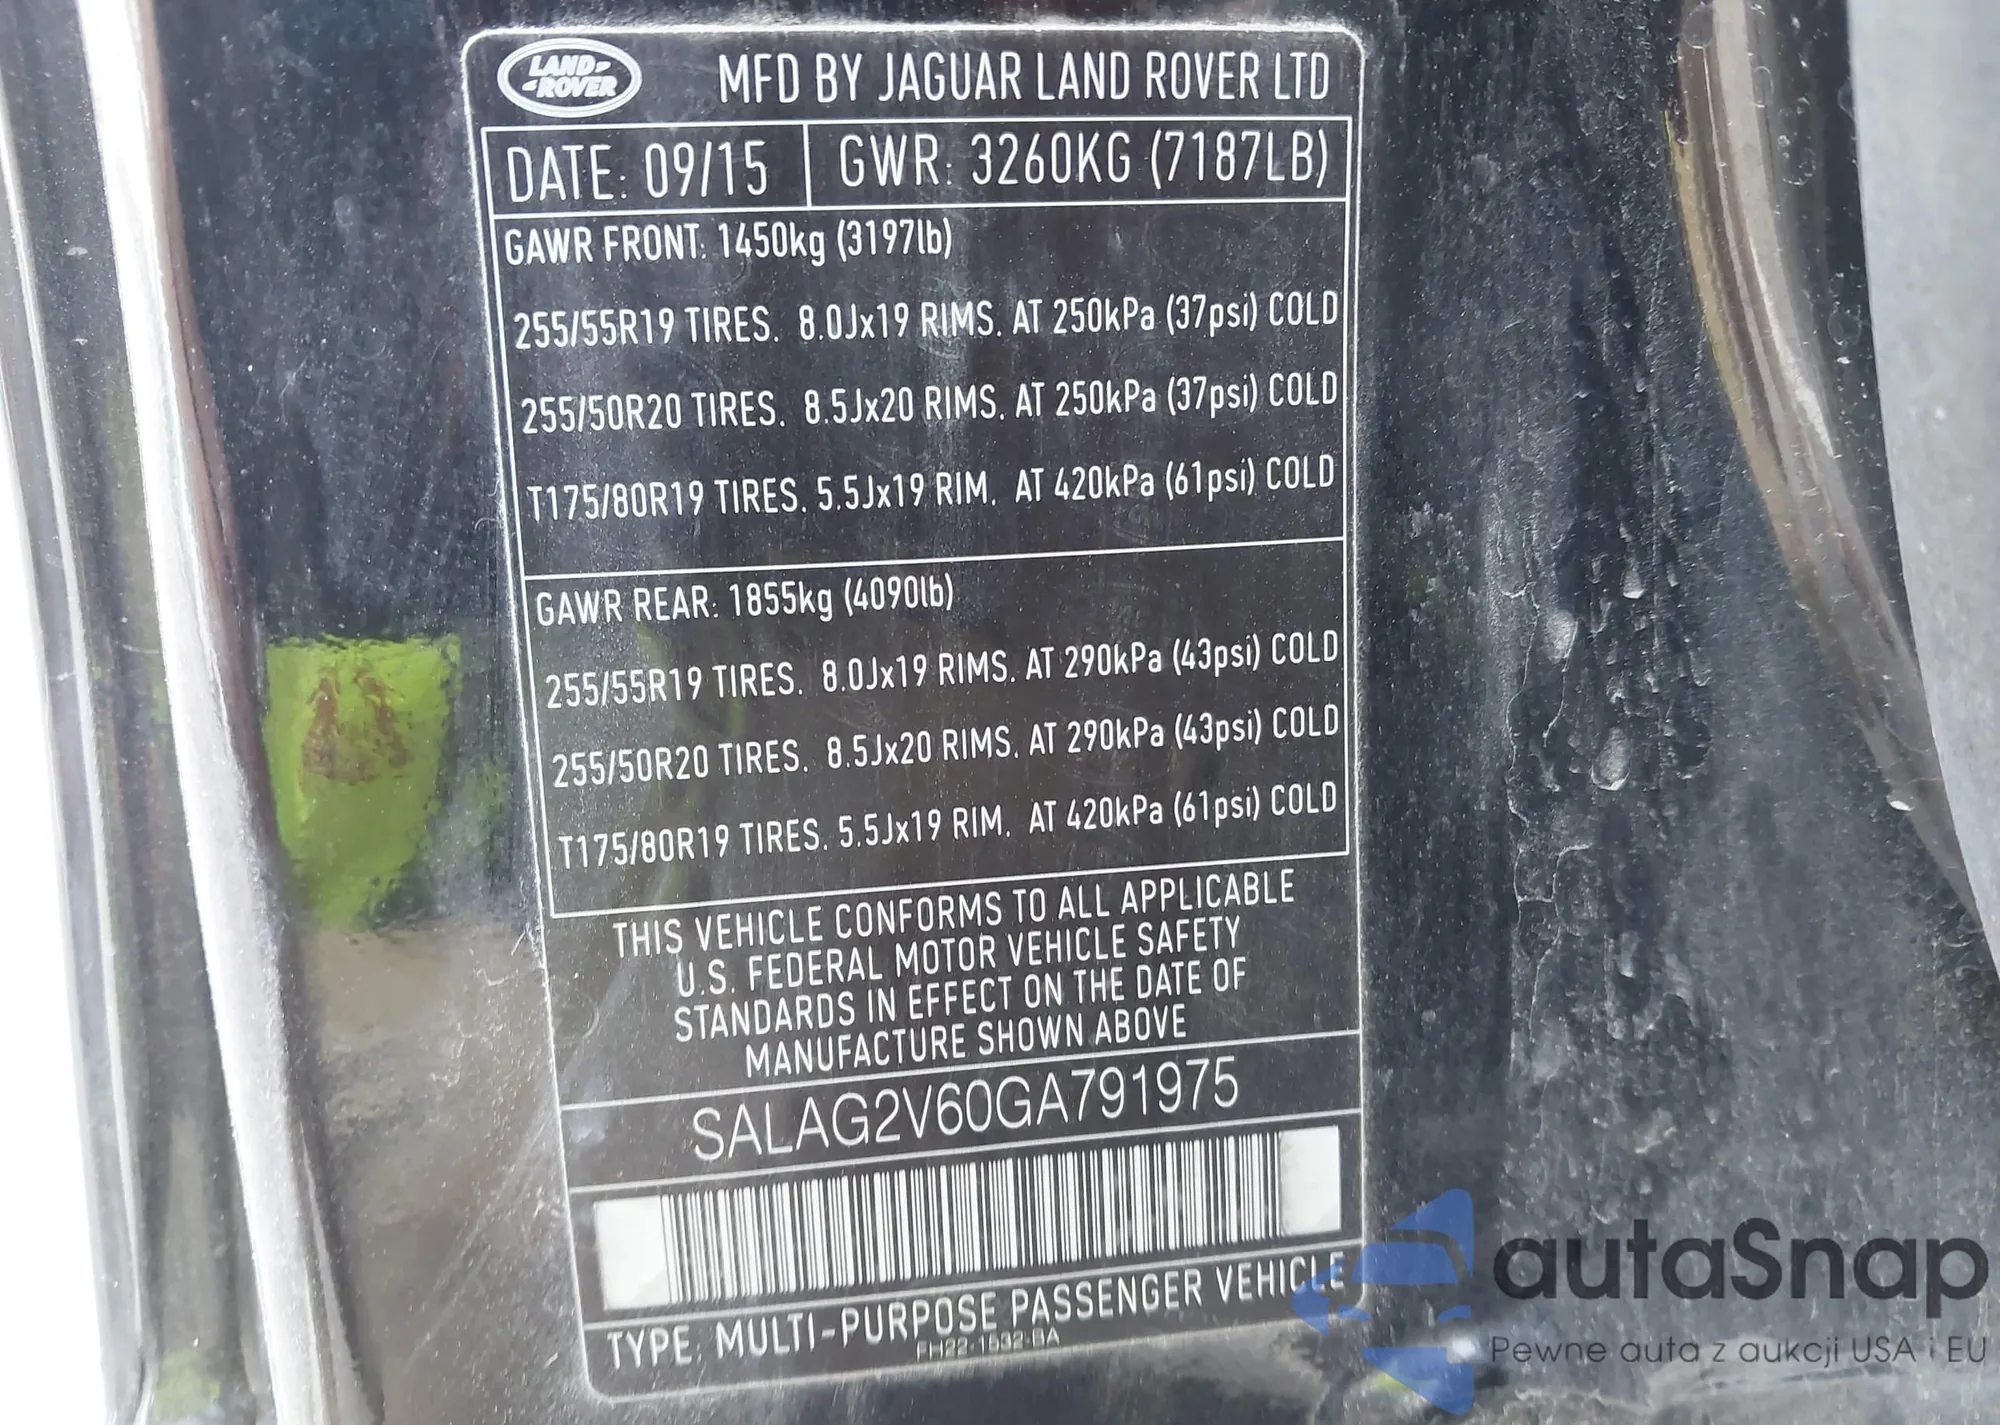 LAND-
-ROVER
MFD BY JAGUAR LAND ROVER LTD
DATE: 09/15
GWR: 3260KG (7187LB)
GAWR FRONT: 1450kg (3197lb)
255/55R19 TIRES. 8.0Jx19 RIMS. AT 250kPa (37psi) COLD
255/50R20 TIRES. 8.5Jx20 RIMS. AT 250kPa (37psi) COLD
T175/80R19 TIRES. 5.5Jx19 RIM. AT 420kPa (61psi) COLD
GAWR REAR: 1855kg (4090lb)
255/55R19 TIRES. 8.0Jx19 RIMS. AT 290kPa (43psi) COLD
255/50R20 TIRES. 8.5Jx20 RIMS. AT 290kPa (43psi) COLD
T175/80R19 TIRES. 5.5Jx19 RIM. AT 420kPa (61psi) COLD
THIS VEHICLE CONFORMS TO ALL APPLICABLE
U.S. FEDERAL MOTOR VEHICLE SAFETY
STANDARDS IN EFFECT ON THE DATE OF
MANUFACTURE SHOWN ABOVE
SALAG2V60GA791975
TYPE: MULTI-PURPOSE PASSENGER VEHICLE
autaSnap
Pewne auta z aukcji USA i EU